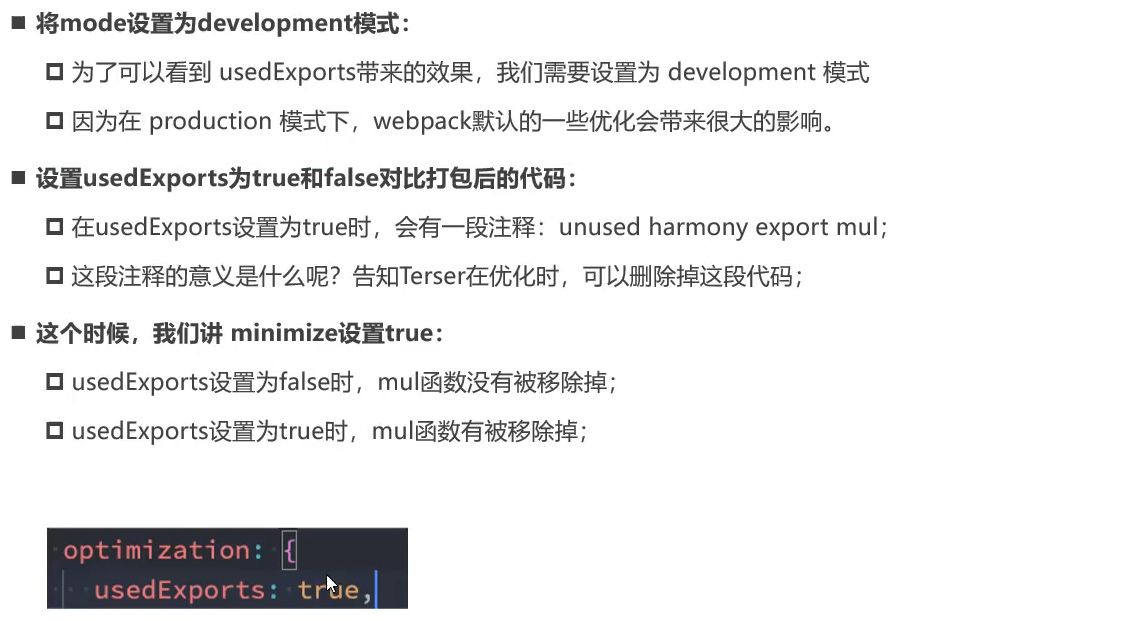 ■ 将mode设置为development模式：
为了可以看到 usedExports带来的效果，我们需要设置为 development 模式
因为在 production 模式下，webpack默认的一些优化会带来很大的影响。
■ 设置usedExports为true和false对比打包后的代码：
在usedExports设置为true时，会有一段注释：unused harmony export mul；
这段注释的意义是什么呢？告知Terser在优化时，可以删除掉这段代码；
■ 这个时候，我们讲 minimize设置true：
usedExports设置为false时，mul函数没有被移除掉；
usedExports设置为true时，mul函数有被移除掉；
optimization: {
usedExports: true,